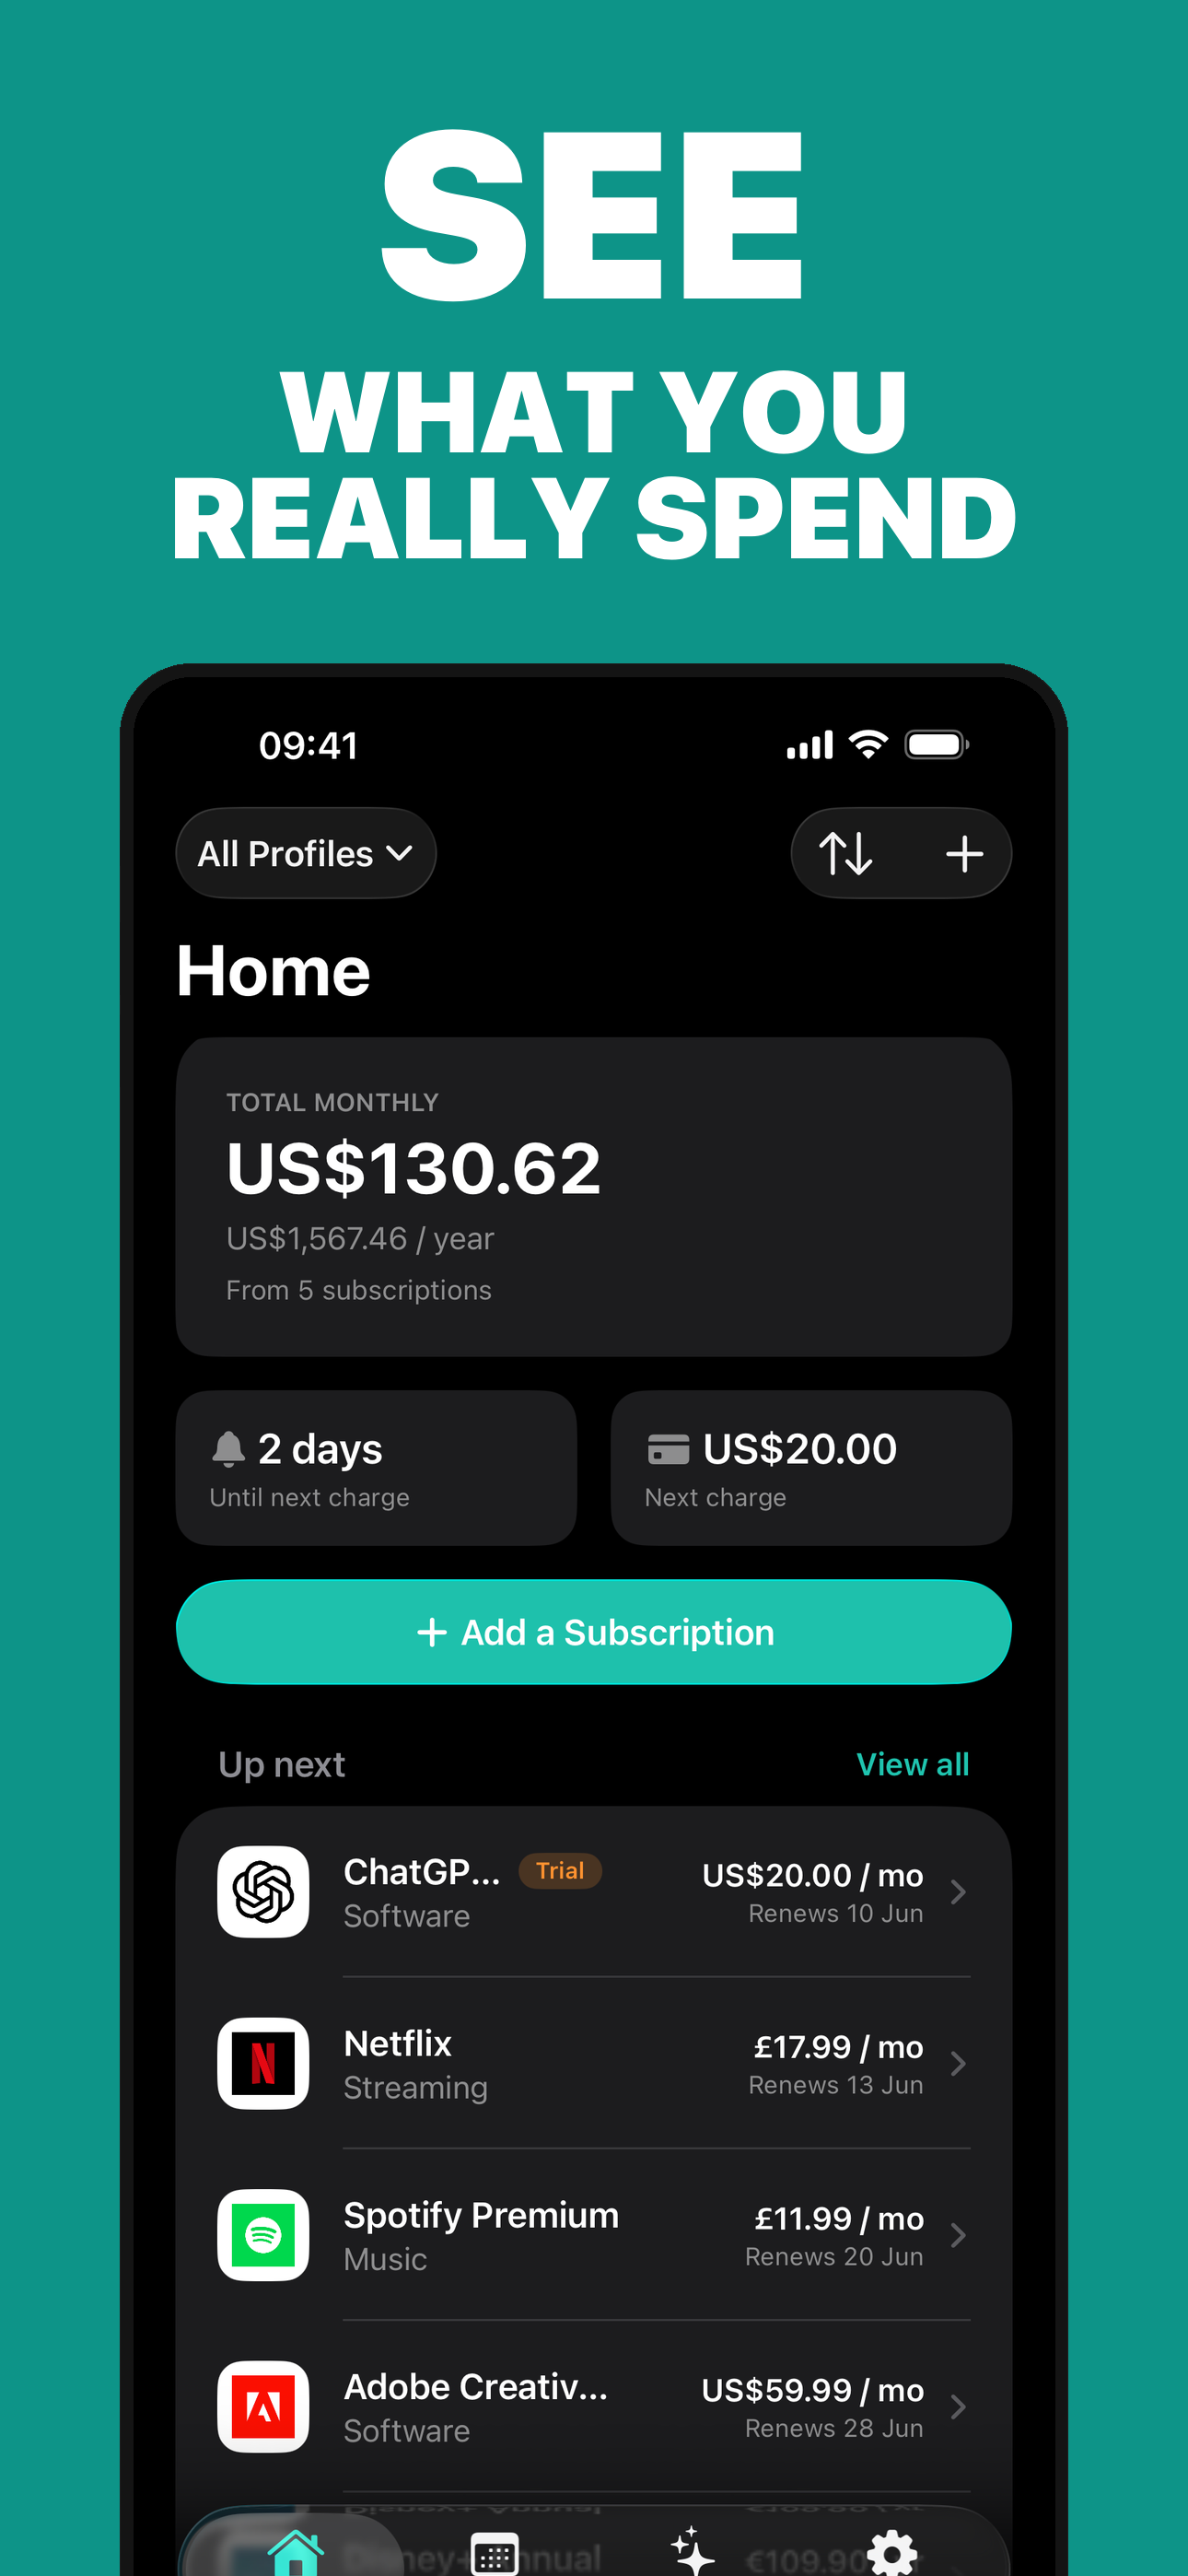 SEE
WHAT YOU
REALLY SPEND
09:41
All Profiles
Home
TOTAL MONTHLY
US$130.62
US$1,567.46 / year
From 5 subscriptions
2 days
Until next charge
US$20.00
Next charge
+ Add a Subscription
Up next
View all
ChatGP...
Trial
US$20.00 / mo
Software
Renews 10 Jun
Netflix
£17.99 / mo
Streaming
Renews 13 Jun
Spotify Premium
£11.99 / mo
Music
Renews 20 Jun
Adobe Creativ...
US$59.99 / mo
Software
Renews 28 Jun